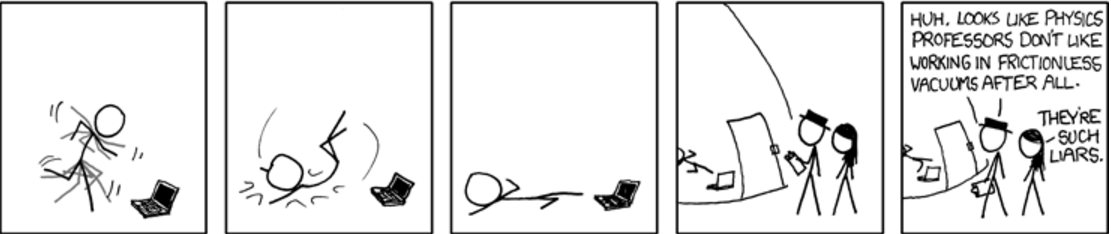 HUH. LOOKS LIKE PHYSICS
PROFESSORS DON'T LIKE
WORKING IN FRICTIONLESS
VACUUMS AFTER ALL.
THEY'RE
SUCH
LIARS.